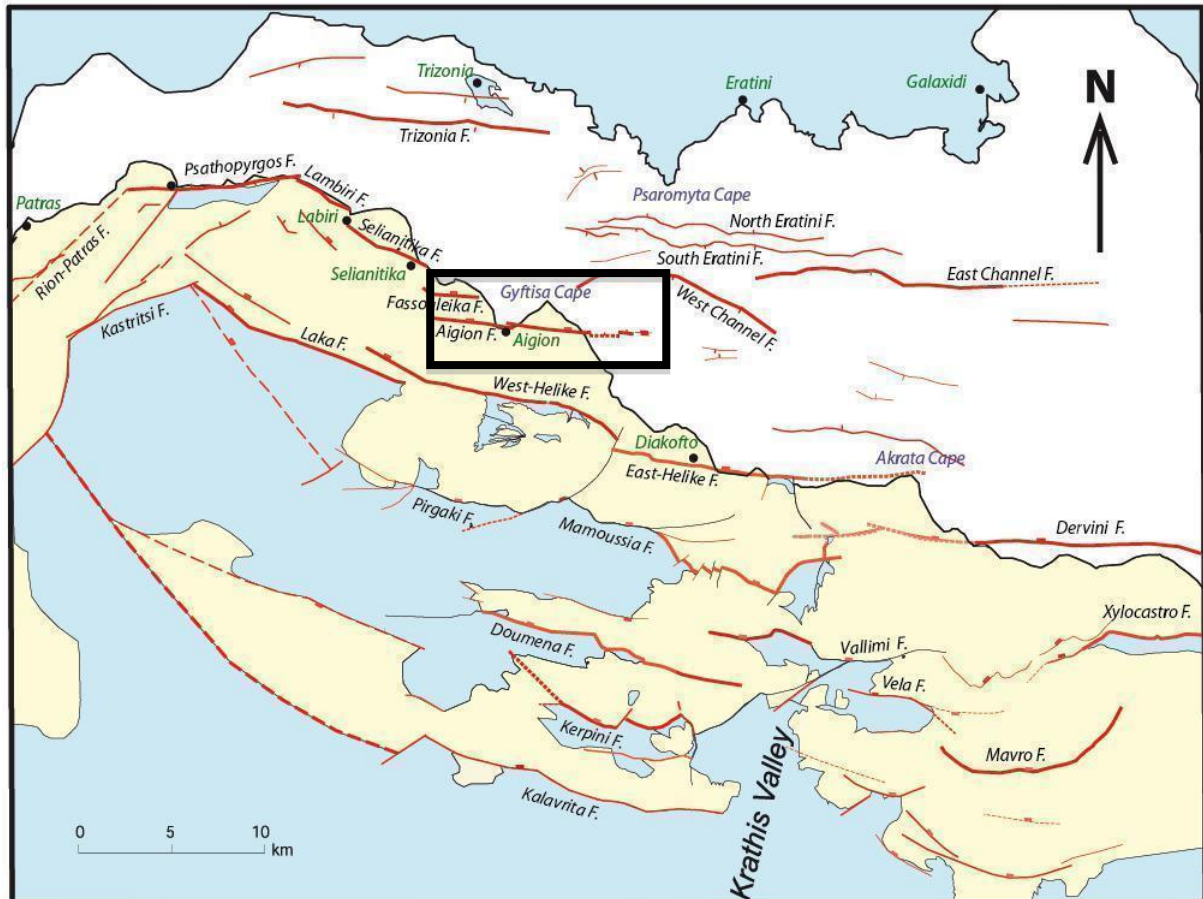 Trizonia
Eratini
Galaxidi
N
Trizonia F.
Psathopyrgos F.
Lambiri F.
Psaromyta Cape
Patras
Labiri
North Eratini F.
Rion-Patras F.
Selianitika F.
South Eratini F.
Selianitika
East Channel F.
Gyftisa Cape
Fassouleika F.
West Channel F.
Kastritsi F.
Aigion F.
Aigion
Laka F.
West-Helike F.
Diakofto
Akrata Cape
East-Helike F.
Pirgaki F.
Mamoussia F.
Dervini F.
Xylocastro F.
Doumena F.
Vallimi F.
Vela F.
Kerpini F.
Mavro F.
Krathis Valley
Kalavrita F.
0 5 10
km